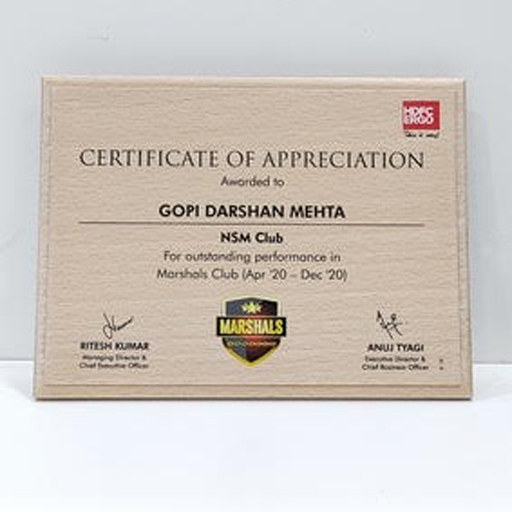 HDFC
ERGO
CERTIFICATE OF APPRECIATION
Awarded to
GOPI DARSHAN MEHTA
NSM Club
For outstanding performance in
Marshals Club (Apr '20 – Dec '20)
MARSHALS
RITESH KUMAR
Managing Director &
Chief Executive Officer
ANUJ TYAGI
Executive Director &
Chief Business Officer